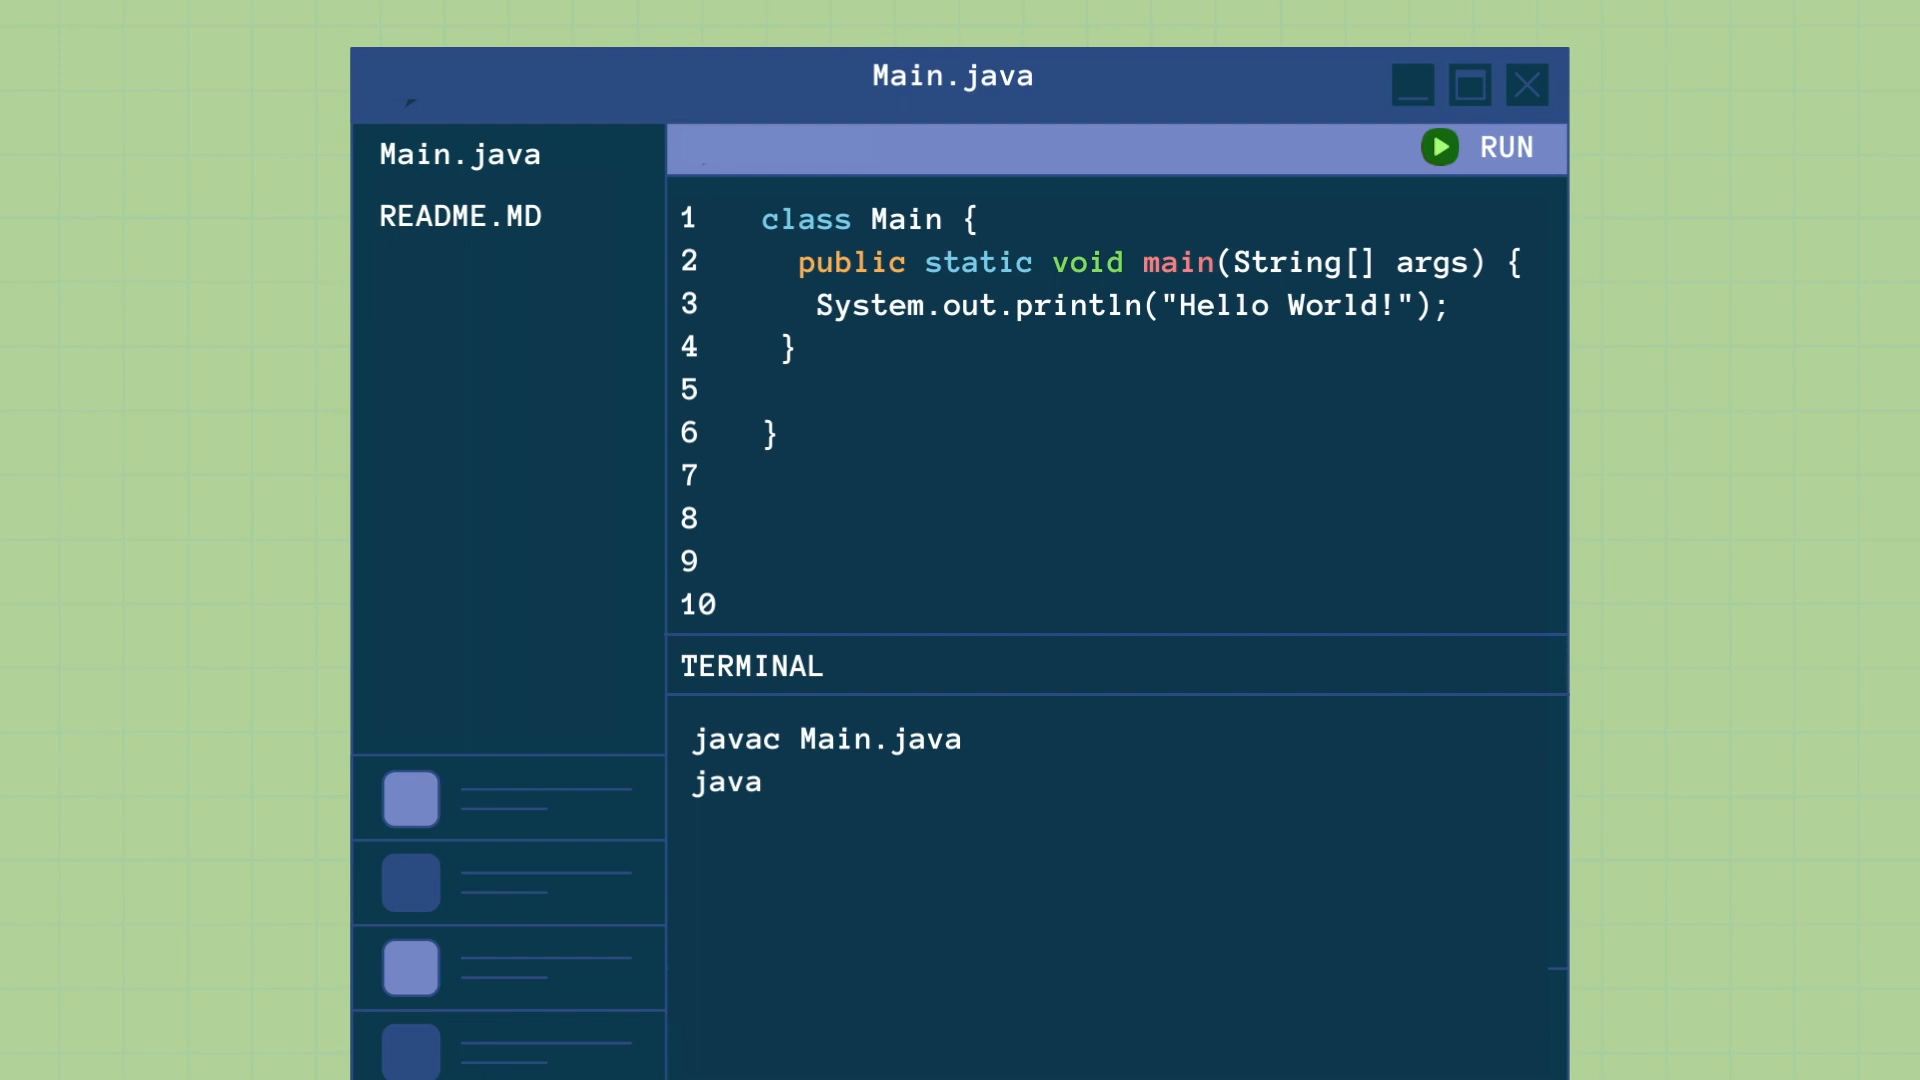 Main.java
Main.java
README.MD
RUN
1 class Main {
2 public static void main(String[] args) {
3 System.out.println("Hello World!");
4 }
5
6 }
7
8
9
10
TERMINAL
javac Main.java
java